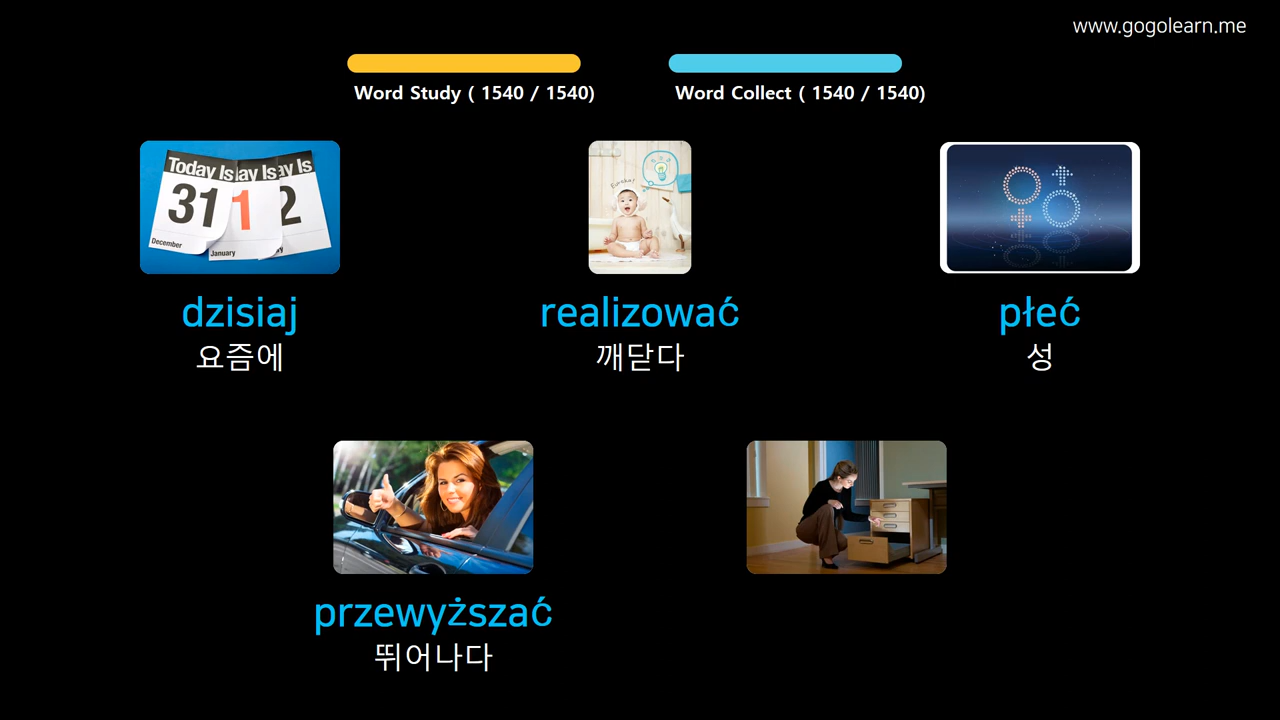 www.gogolearn.me
Word Study ( 1540 / 1540)
Word Collect ( 1540 / 1540)
Today Is
ay Is
ay Is
31
1
2
December
January
Eureka!
dzisiaj
요즘에
realizować
깨닫다
płeć
성
przewyższać
뛰어나다